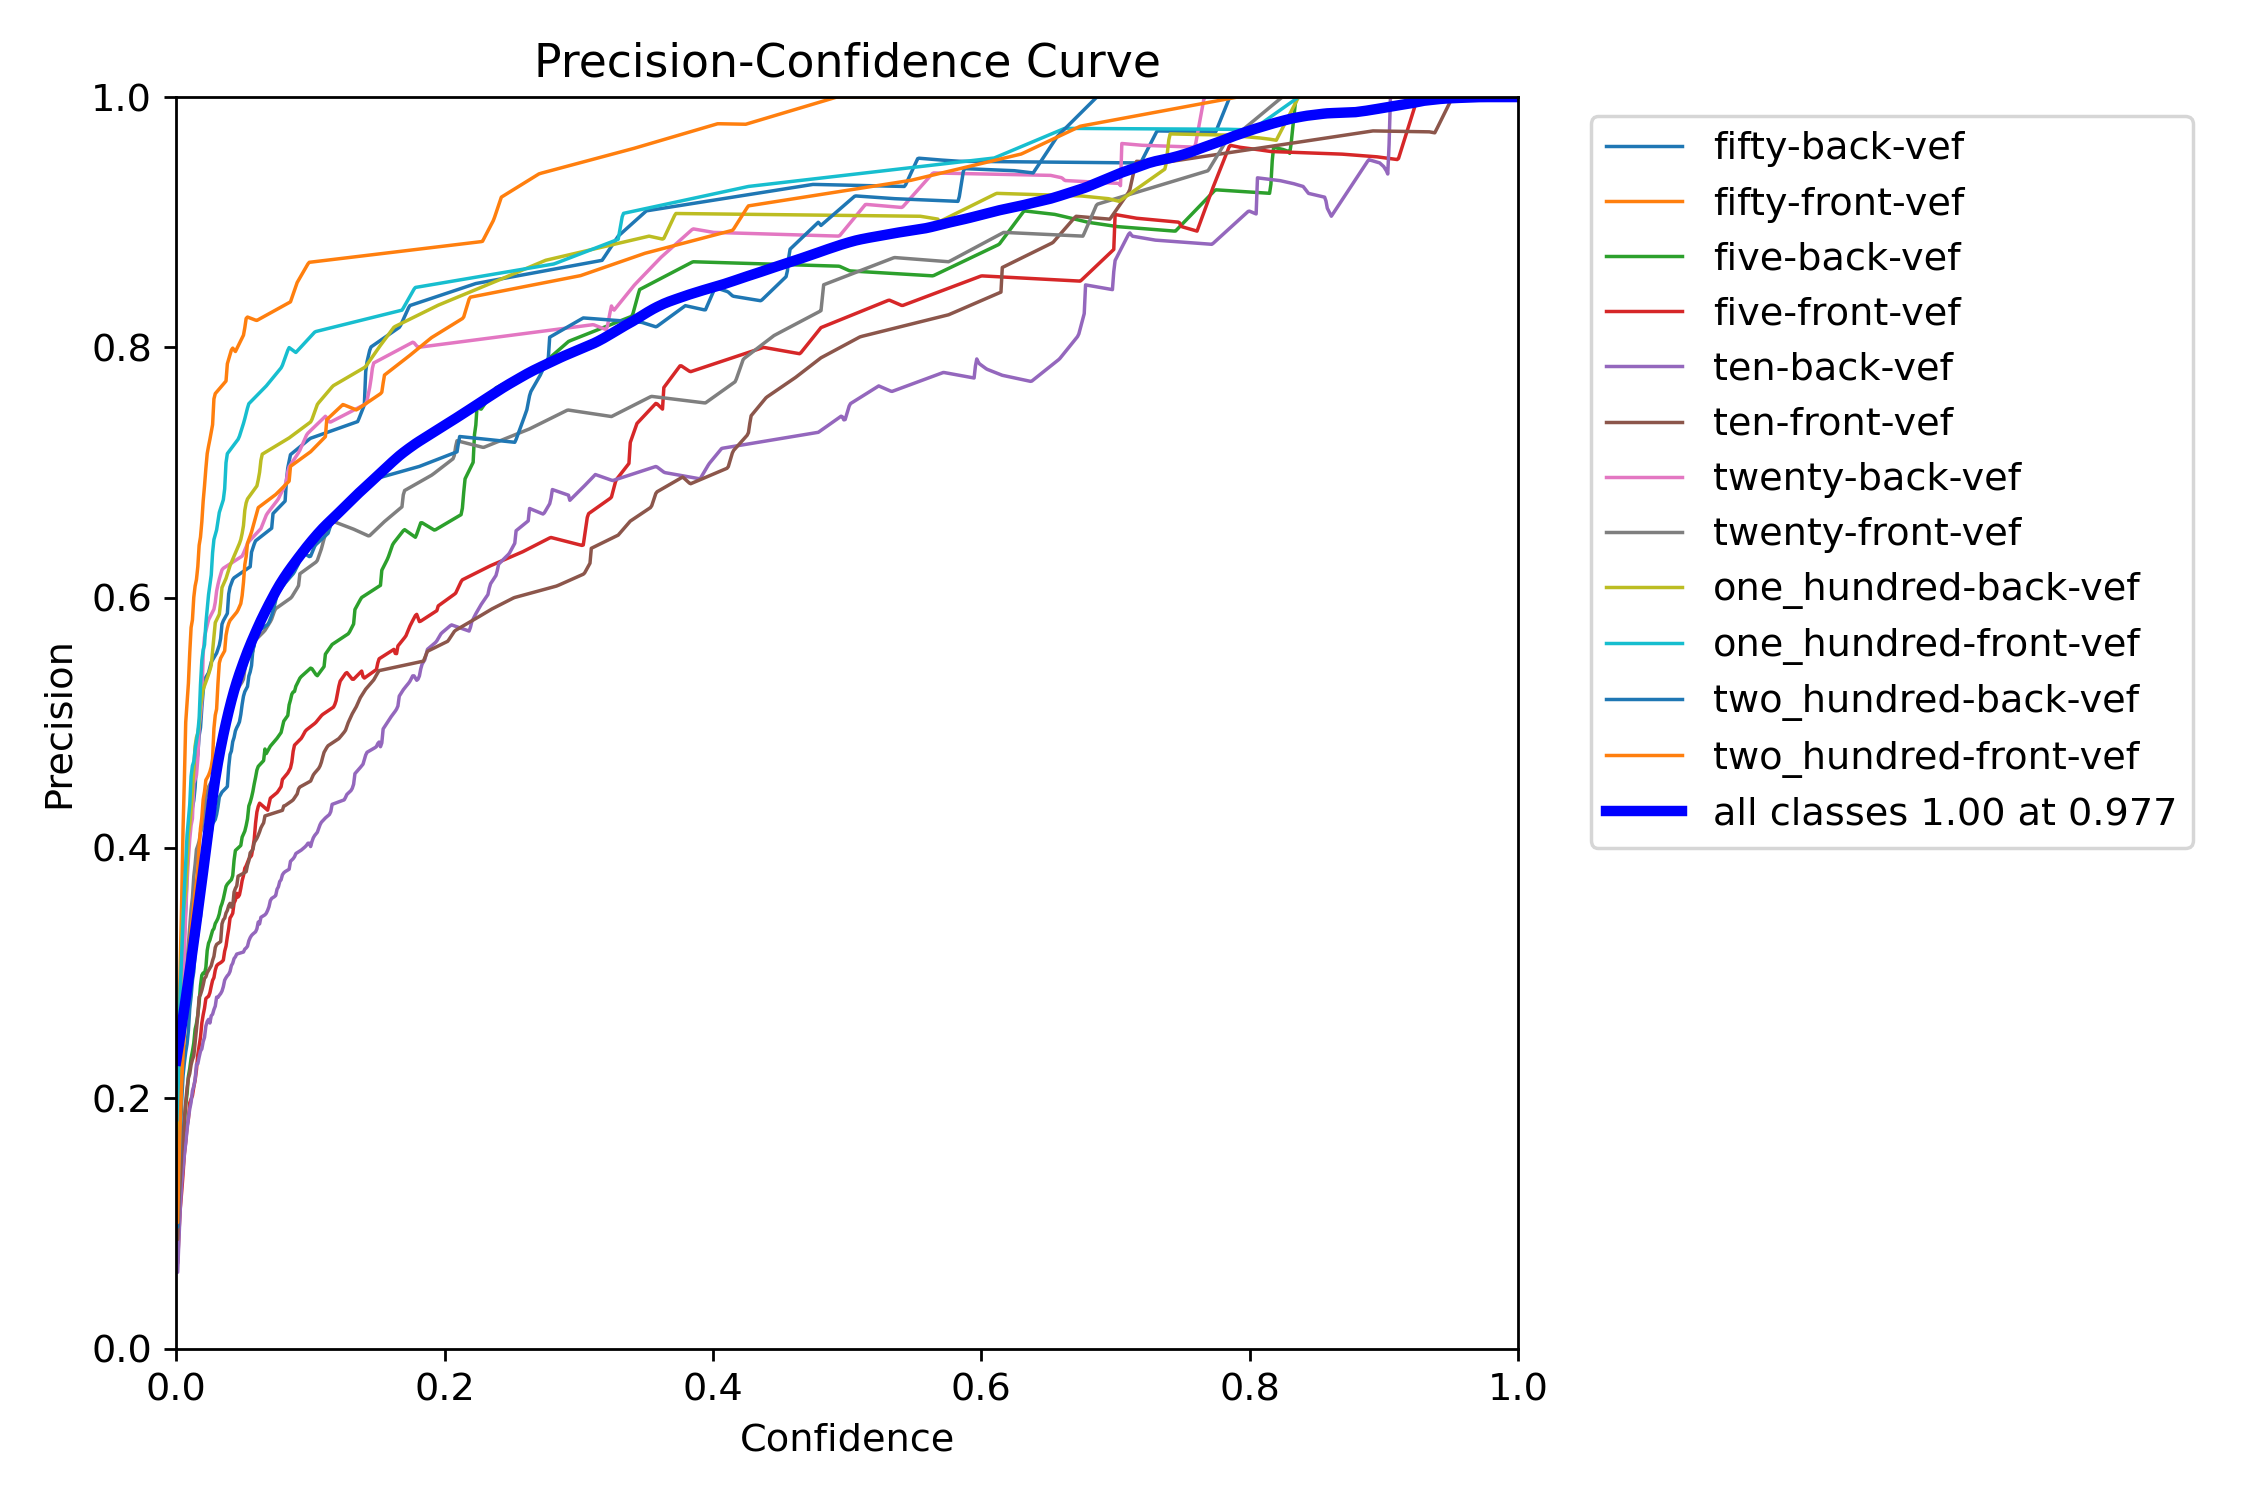 Precision-Confidence Curve
1.0
0.8
0.6
0.4
0.2
0.0
Precision
0.0 0.2 0.4 0.6 0.8 1.0
Confidence
fifty-back-vef
fifty-front-vef
five-back-vef
five-front-vef
ten-back-vef
ten-front-vef
twenty-back-vef
twenty-front-vef
one_hundred-back-vef
one_hundred-front-vef
two_hundred-back-vef
two_hundred-front-vef
all classes 1.00 at 0.977